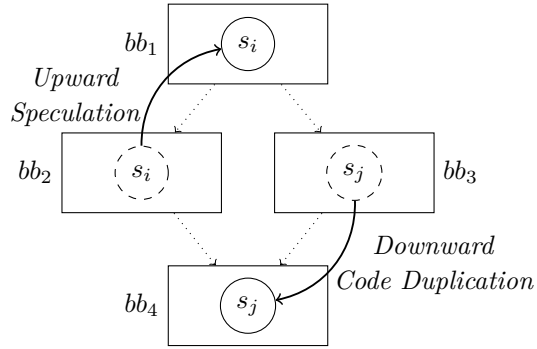 bb1 si
Upward
Speculation
bb2 si sj bb3
Downward
Code Duplication
bb4 sj